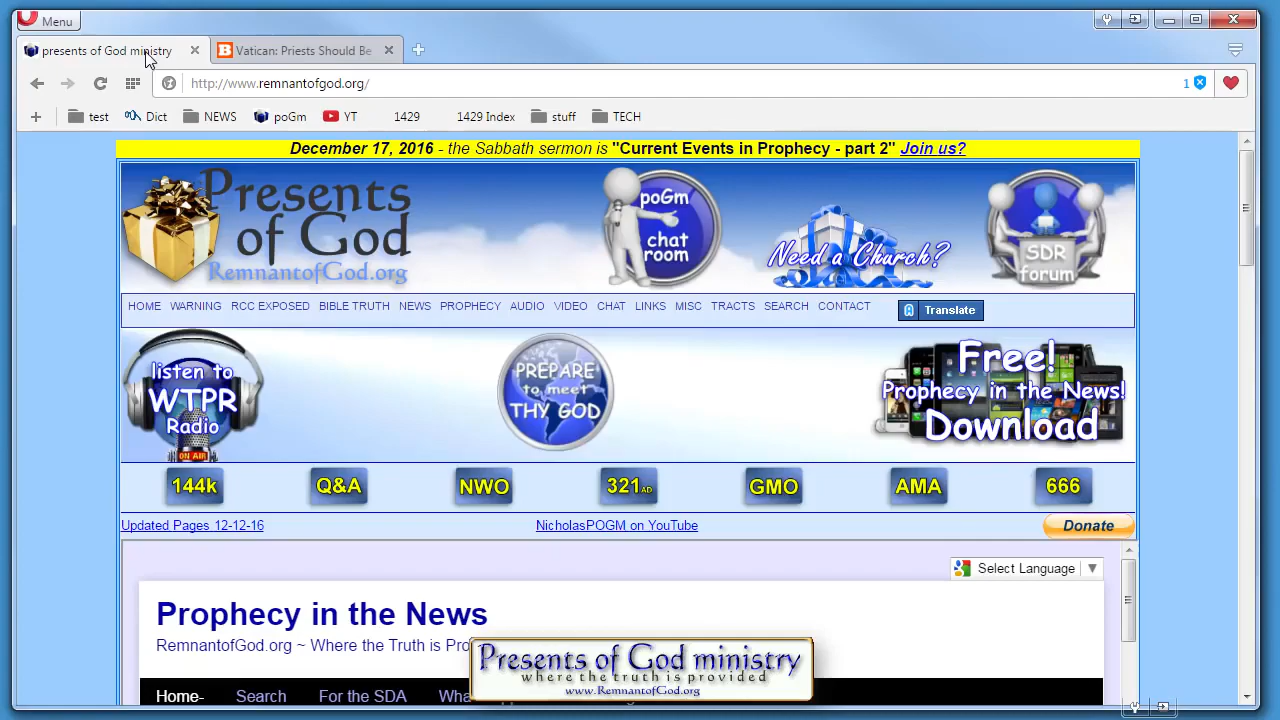 Menu
presents of God ministry
Vatican: Priests Should Be
http://www.remnantofgod.org/
1
test
Dict
NEWS
poGm
YT
1429
1429 Index
stuff
TECH
December 17, 2016 - the Sabbath sermon is "Current Events in Prophecy - part 2" Join us?
Presents
of God
RemnantofGod.org
poGm
chat
room
Need a Church?
SDR
forum
HOME WARNING RCC EXPOSED BIBLE TRUTH NEWS PROPHECY AUDIO VIDEO CHAT LINKS MISC TRACTS SEARCH CONTACT
Translate
listen to
WTPR
Radio
ON AIR
PREPARE
to meet
THY GOD
Free!
Prophecy in the News!
Download
144k
Q&A
NWO
321 AD
GMO
AMA
666
Updated Pages 12-12-16
NicholasPOGM on YouTube
Donate
Select Language
Prophecy in the News
RemnantofGod.org ~ Where the Truth is Pro
Presents of God ministry
where the truth is provided
www.RemnantofGod.org
Home-
Search
For the SDA